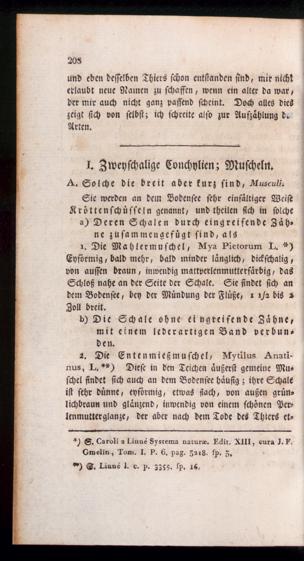 208
und eben desselben Thiers schon entstanden sind, mir nicht
erlaubt neue Namen zu schaffen, wenn ein alter da war,
der mir auch nicht ganz passend scheint. Doch alles dies
zeigt sich von selbst; ich schreite also zur Aufzählung d.
Arten.
I. Zweyschalige Conchylien; Muscheln.
A. Solche die breit aber kurz sind, Musculi.
Sie werden an dem Bodensee sehr einfältiger Weise
Kröttenschüsseln genannt, und theilen sich in solche
a) Deren Schalen durch eingreifende Zäh-
ne zusammengefügt sind, als
1. Die Mahlermuschel, Mya Pictorum L. *)
Eyförmig, bald mehr, bald minder länglich, dickschalig,
von aussen braun, inwendig mattperlenmutterfärbig, das
Schloß nahe an der Seite der Schale. Sie findet sich an
dem Bodensee, bey der Mündung der Flüße, 1 1/2 bis 2
Zoll breit.
b) Die Schale ohne eingreifende Zähne,
mit einem lederartigen Band verbun-
den.
2. Die Entenmießmuschel, Mytilus Anati-
nus, L. **) Diese in den Teichen äußerst gemeine Mu-
schel findet sich auch an dem Bodensee häufig; ihre Schale
ist sehr dünne, eyförmig, etwas flach, von außen grün-
lichbraun und glänzend, inwendig von einem schönen Per-
lenmutterglanze, der aber nach dem Tode des Thiers et-
*) S. Caroli a Linné Systema naturæ. Edit. XIII, cura J. F.
Gmelin, Tom. I. P. 6. pag. 3218. sp. 3.
**) S. Linné l. c. p. 3355. sp. 16.